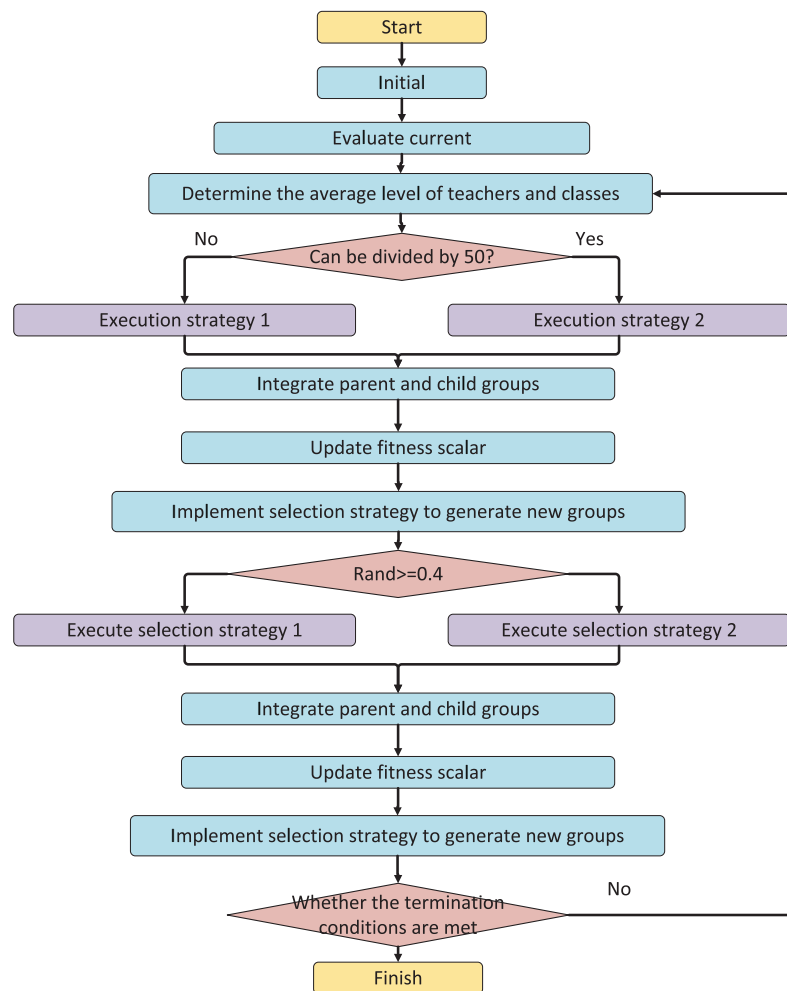 Start
Initial
Evaluate current
Determine the average level of teachers and classes
No
Yes
Can be divided by 50?
Execution strategy 1
Execution strategy 2
Integrate parent and child groups
Update fitness scalar
Implement selection strategy to generate new groups
Rand>=0.4
Execute selection strategy 1
Execute selection strategy 2
Integrate parent and child groups
Update fitness scalar
Implement selection strategy to generate new groups
No
Whether the termination
conditions are met
Finish